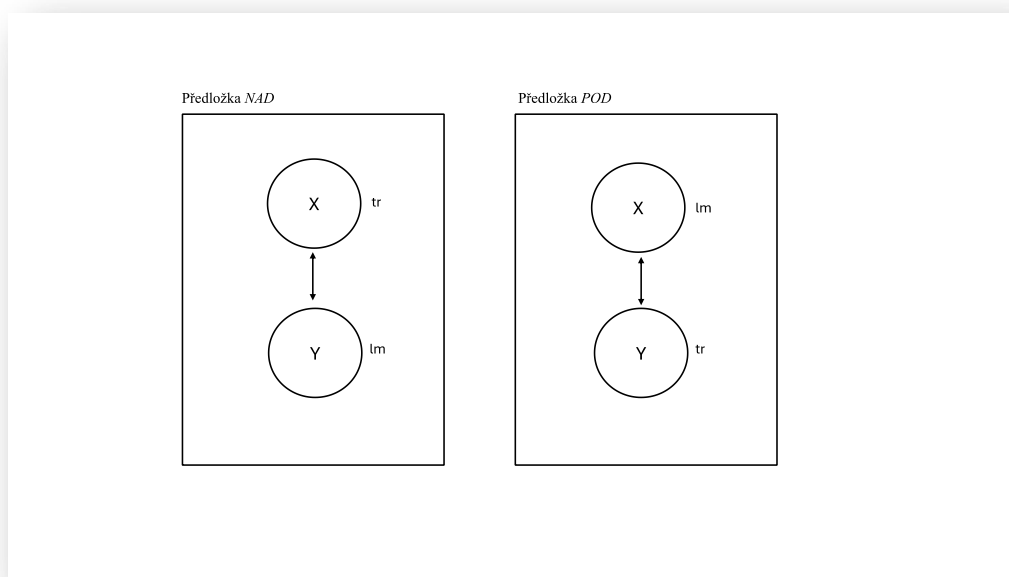 Předložka NAD
X tr
Y lm
Předložka POD
X lm
Y tr